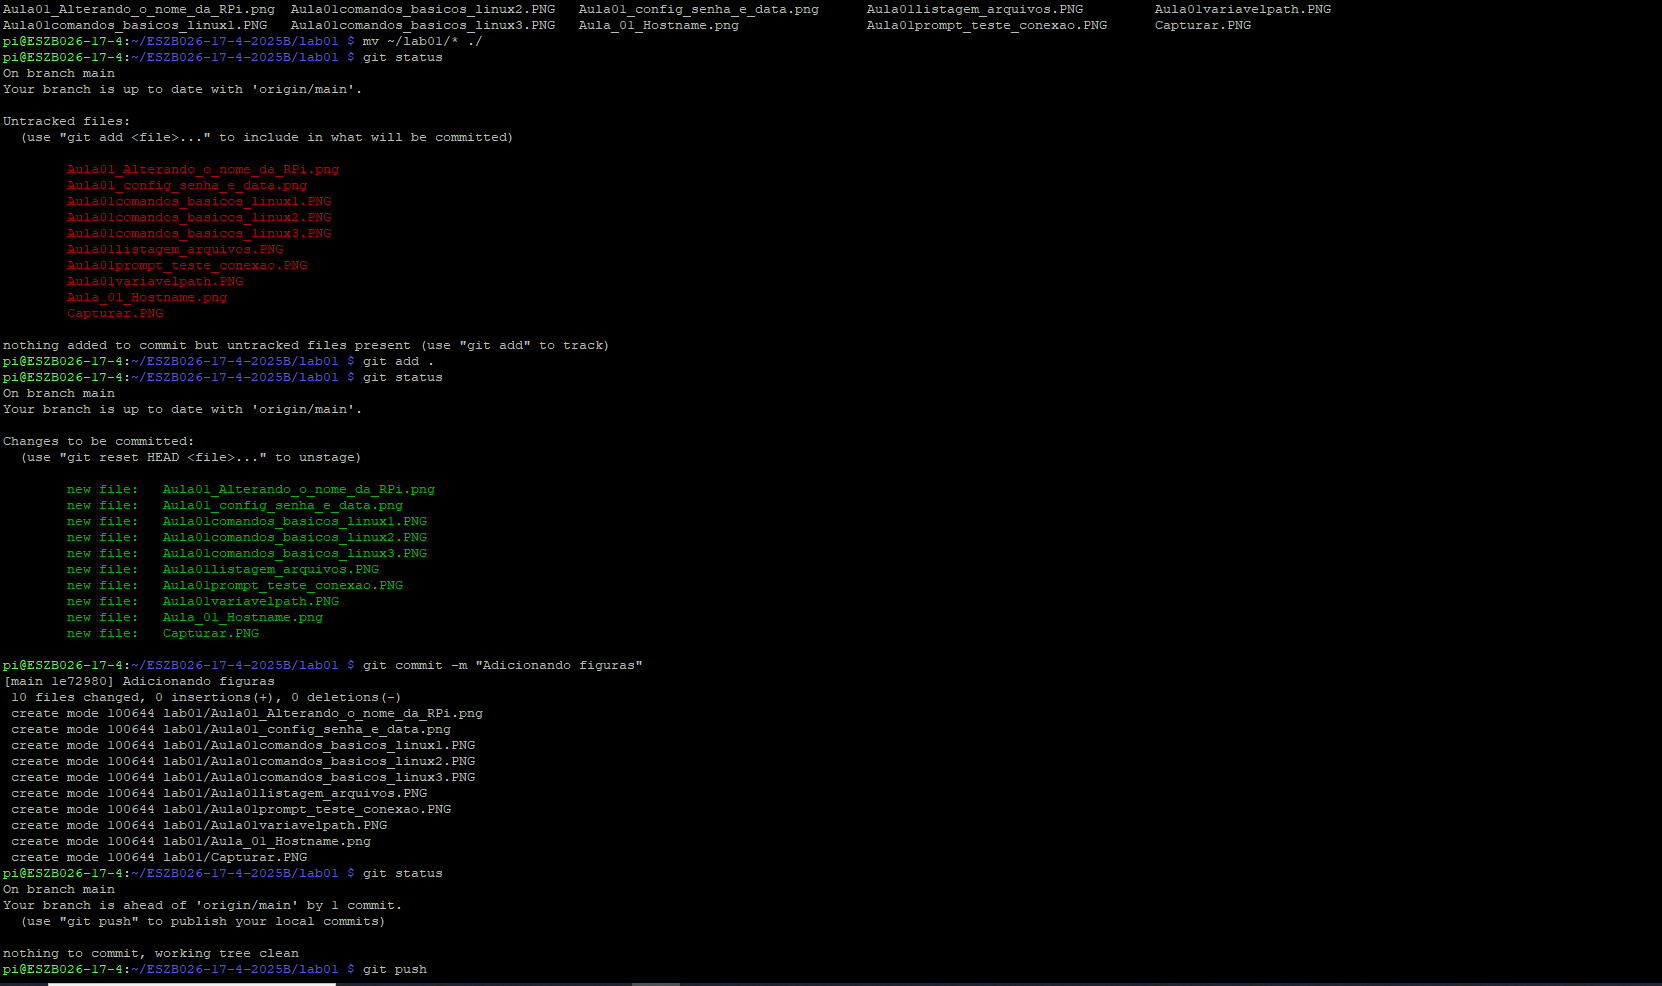 Aula01_Alterando_o_nome_da_RPi.png  Aula01comandos_basicos_linux2.PNG   Aula01_config_senha_e_data.png      Aula01listagem_arquivos.PNG         Aula01variavelpath.PNG
Aula01comandos_basicos_linux1.PNG   Aula01comandos_basicos_linux3.PNG   Aula_01_Hostname.png                Aula01prompt_teste_conexao.PNG      Capturar.PNG
pi@ESZB026-17-4:~/ESZB026-17-4-2025B/lab01 $ mv ~/lab01/* ./
pi@ESZB026-17-4:~/ESZB026-17-4-2025B/lab01 $ git status
On branch main
Your branch is up to date with 'origin/main'.

Untracked files:
  (use "git add <file>..." to include in what will be committed)

        Aula01_Alterando_o_nome_da_RPi.png
        Aula01_config_senha_e_data.png
        Aula01comandos_basicos_linux1.PNG
        Aula01comandos_basicos_linux2.PNG
        Aula01comandos_basicos_linux3.PNG
        Aula01listagem_arquivos.PNG
        Aula01prompt_teste_conexao.PNG
        Aula01variavelpath.PNG
        Aula_01_Hostname.png
        Capturar.PNG

nothing added to commit but untracked files present (use "git add" to track)
pi@ESZB026-17-4:~/ESZB026-17-4-2025B/lab01 $ git add .
pi@ESZB026-17-4:~/ESZB026-17-4-2025B/lab01 $ git status
On branch main
Your branch is up to date with 'origin/main'.

Changes to be committed:
  (use "git reset HEAD <file>..." to unstage)

        new file:   Aula01_Alterando_o_nome_da_RPi.png
        new file:   Aula01_config_senha_e_data.png
        new file:   Aula01comandos_basicos_linux1.PNG
        new file:   Aula01comandos_basicos_linux2.PNG
        new file:   Aula01comandos_basicos_linux3.PNG
        new file:   Aula01listagem_arquivos.PNG
        new file:   Aula01prompt_teste_conexao.PNG
        new file:   Aula01variavelpath.PNG
        new file:   Aula_01_Hostname.png
        new file:   Capturar.PNG

pi@ESZB026-17-4:~/ESZB026-17-4-2025B/lab01 $ git commit -m "Adicionando figuras"
[main 1e72980] Adicionando figuras
 10 files changed, 0 insertions(+), 0 deletions(-)
 create mode 100644 lab01/Aula01_Alterando_o_nome_da_RPi.png
 create mode 100644 lab01/Aula01_config_senha_e_data.png
 create mode 100644 lab01/Aula01comandos_basicos_linux1.PNG
 create mode 100644 lab01/Aula01comandos_basicos_linux2.PNG
 create mode 100644 lab01/Aula01comandos_basicos_linux3.PNG
 create mode 100644 lab01/Aula01listagem_arquivos.PNG
 create mode 100644 lab01/Aula01prompt_teste_conexao.PNG
 create mode 100644 lab01/Aula01variavelpath.PNG
 create mode 100644 lab01/Aula_01_Hostname.png
 create mode 100644 lab01/Capturar.PNG
pi@ESZB026-17-4:~/ESZB026-17-4-2025B/lab01 $ git status
On branch main
Your branch is ahead of 'origin/main' by 1 commit.
  (use "git push" to publish your local commits)

nothing to commit, working tree clean
pi@ESZB026-17-4:~/ESZB026-17-4-2025B/lab01 $ git push